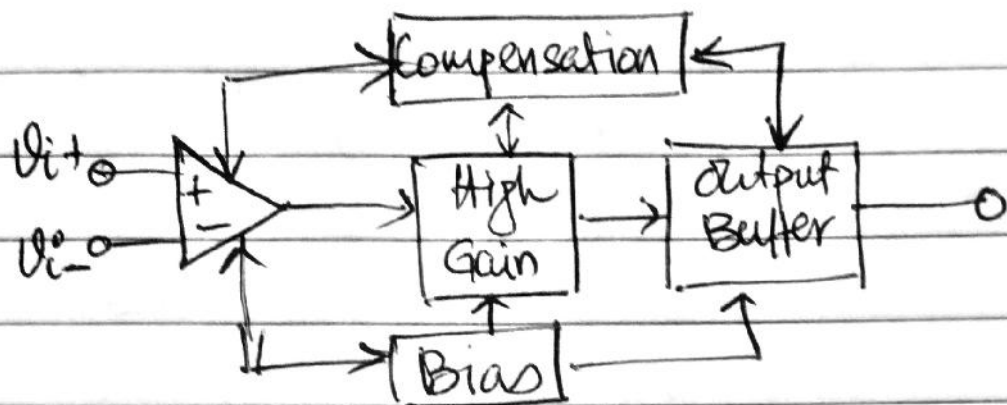 Compensation
Vi+
+
-
Vi-
High
Gain
Output
Buffer
Bias